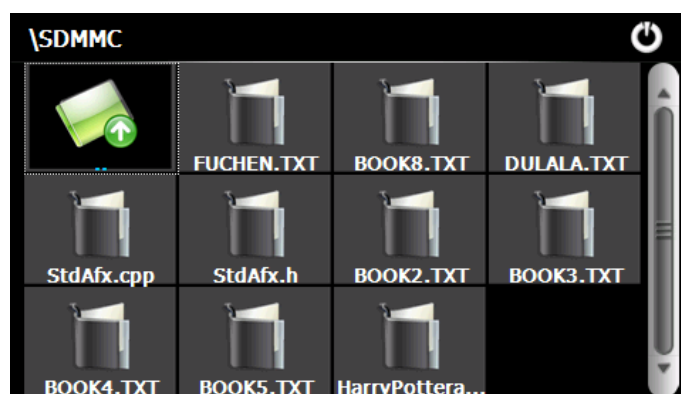 \SDMMC
..
FUCHEN.TXT
BOOK8.TXT
DULALA.TXT
StdAfx.cpp
StdAfx.h
BOOK2.TXT
BOOK3.TXT
BOOK4.TXT
BOOK5.TXT
HarryPottera...